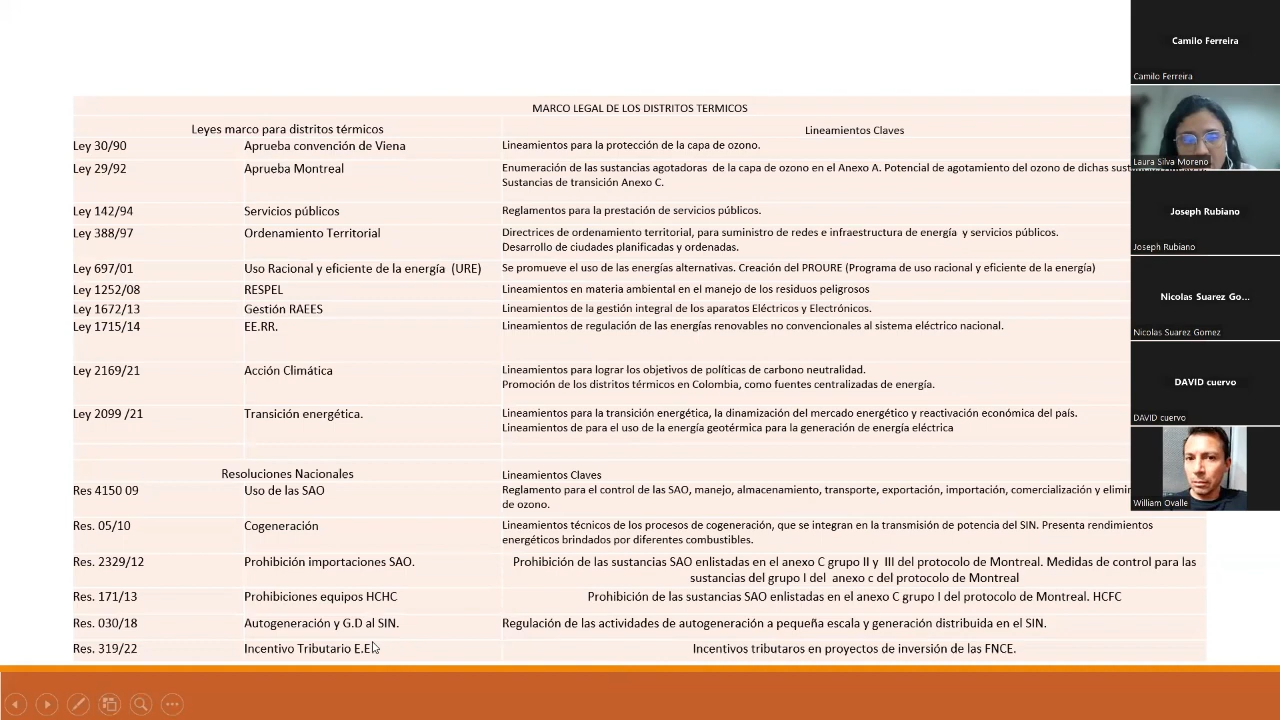 MARCO LEGAL DE LOS DISTRITOS TERMICOS
Leyes marco para distritos térmicos Lineamientos Claves
Ley 30/90 Aprueba convención de Viena Lineamientos para la protección de la capa de ozono.
Ley 29/92 Aprueba Montreal Enumeración de las sustancias agotadoras de la capa de ozono en el Anexo A. Potencial de agotamiento del ozono de dichas
Sustancias de transición Anexo C.
Ley 142/94 Servicios públicos Reglamentos para la prestación de servicios públicos.
Ley 388/97 Ordenamiento Territorial Directrices de ordenamiento territorial, para suministro de redes e infraestructura de energía y servicios públicos.
Desarrollo de ciudades planificadas y ordenadas.
Ley 697/01 Uso Racional y eficiente de la energía (URE) Se promueve el uso de las energías alternativas. Creación del PROURE (Programa de uso racional y eficiente de la energía)
Ley 1252/08 RESPEL Lineamientos en materia ambiental en el manejo de los residuos peligrosos
Ley 1672/13 Gestión RAEES Lineamientos de la gestión integral de los aparatos Eléctricos y Electrónicos.
Ley 1715/14 EE.RR. Lineamientos de regulación de las energías renovables no convencionales al sistema eléctrico nacional.
Ley 2169/21 Acción Climática Lineamientos para lograr los objetivos de políticas de carbono neutralidad.
Promoción de los distritos térmicos en Colombia, como fuentes centralizadas de energía.
Ley 2099 /21 Transición energética. Lineamientos para la transición energética, la dinamización del mercado energético y reactivación económica del país.
Lineamientos de para el uso de la energía geotérmica para la generación de energía eléctrica
Resoluciones Nacionales Lineamientos Claves
Res 4150 09 Uso de las SAO Reglamento para el control de las SAO, manejo, almacenamiento, transporte, exportación, importación, comercialización y
de ozono.
Res. 05/10 Cogeneración Lineamientos técnicos de los procesos de cogeneración, que se integran en la transmisión de potencia del SIN. Presenta rendimientos
energéticos brindados por diferentes combustibles.
Res. 2329/12 Prohibición importaciones SAO. Prohibición de las sustancias SAO enlistadas en el anexo C grupo II y III del protocolo de Montreal. Medidas de control para las
sustancias del grupo I del anexo c del protocolo de Montreal
Res. 171/13 Prohibiciones equipos HCHC Prohibición de las sustancias SAO enlistadas en el anexo C grupo I del protocolo de Montreal. HCFC
Res. 030/18 Autogeneración y G.D al SIN. Regulación de las actividades de autogeneración a pequeña escala y generación distribuida en el SIN.
Res. 319/22 Incentivo Tributario E.E Incentivos tributaros en proyectos de inversión de las FNCE.
Camilo Ferreira
Camilo Ferreira
Laura Silva Moreno
Joseph Rubiano
Joseph Rubiano
Nicolas Suarez Go...
Nicolas Suarez Gomez
DAVID cuervo
DAVID cuervo
William Ovalle